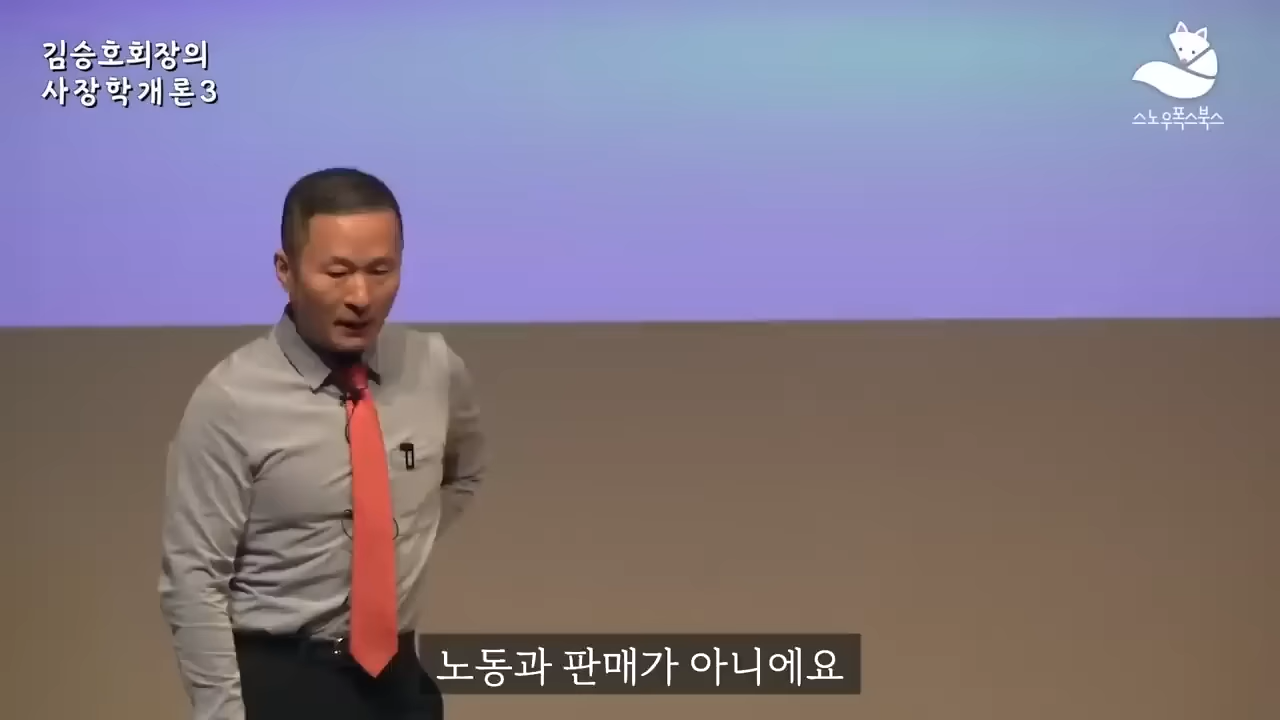 김승호회장의
사장학개론3
스노우폭스북스
노동과 판매가 아니에요